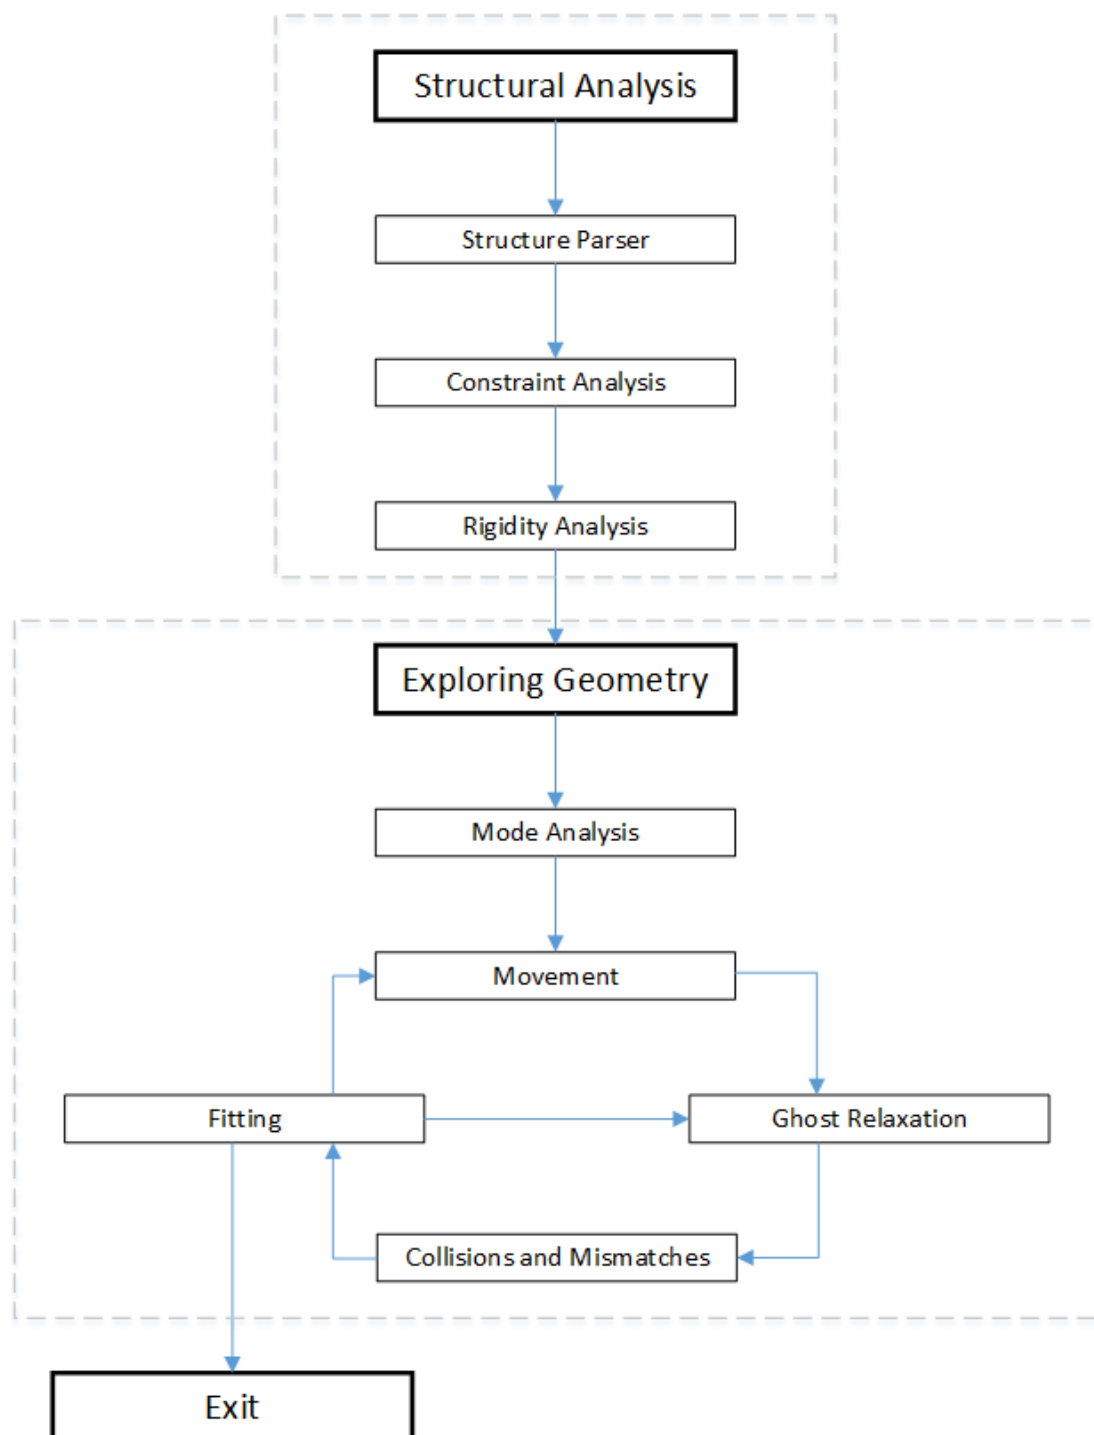 Structural Analysis
Structure Parser
Constraint Analysis
Rigidity Analysis
Exploring Geometry
Mode Analysis
Movement
Fitting
Ghost Relaxation
Collisions and Mismatches
Exit